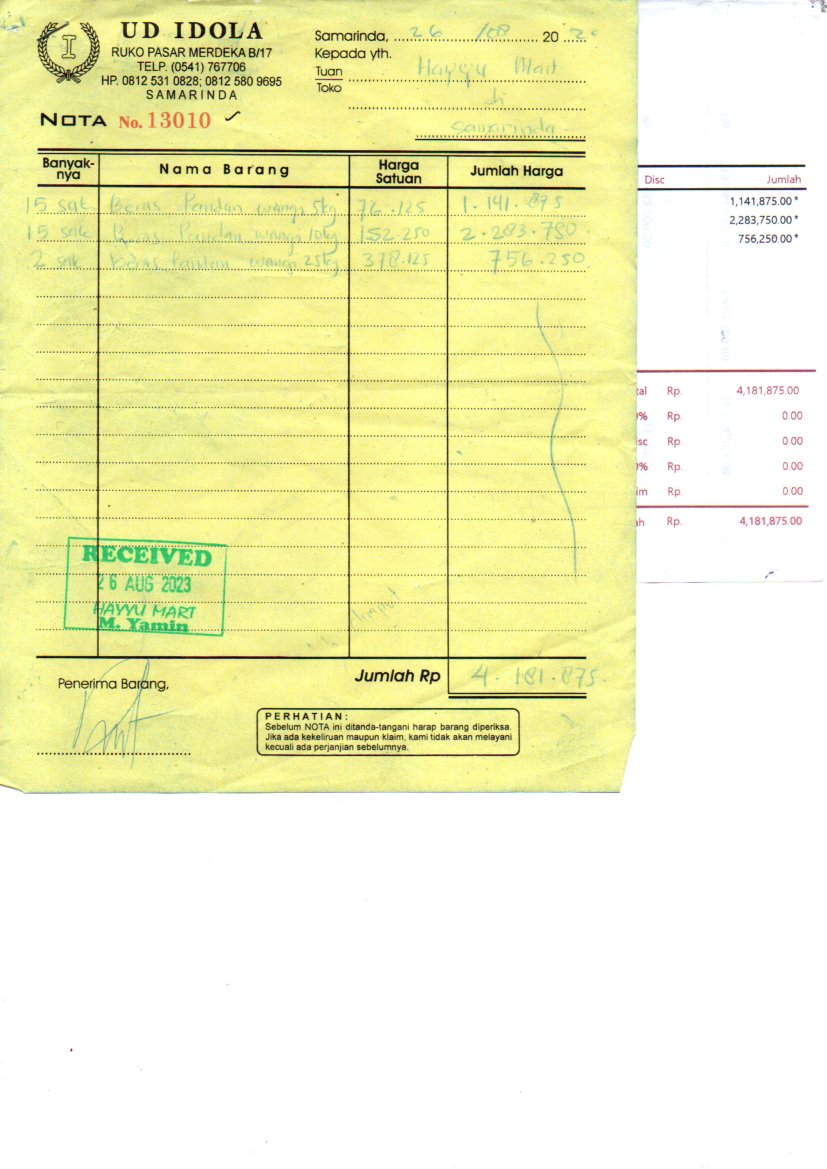 UD IDOLA
RUKO PASAR MERDEKA B/17
TELP. (0541) 767706
HP. 0812 531 0828; 0812 580 9695
SAMARINDA
I
NOTA No. 13010
Samarinda, 26 /08 20
Kepada yth.
Tuan
Toko
Hayyu Mart
di
Samarinda
Banyak-
nya
Nama Barang
Harga
Satuan
Jumlah Harga
15 sak Beras Pandan wangi 5kg 76.125 1.141.875
15 sak Beras Pandan wangi 10kg 152.250 2.283.750
2 sak Beras Pandan wangi 25kg 378.125 756.250
RECEIVED
26 AUG 2023
HAYYU MART
M. Yamin
Jumlah Rp 4.181.875.
Penerima Barang,
PERHATIAN:
Sebelum NOTA ini ditanda-tangani harap barang diperiksa.
Jika ada kekeliruan maupun klaim, kami tidak akan melayani
kecuali ada perjanjian sebelumnya.
Disc Jumlah
1,141,875.00 *
2,283,750.00 *
756,250.00 *
tal Rp. 4,181,875.00
% Rp. 0.00
isc Rp. 0.00
% Rp. 0.00
im Rp. 0.00
ah Rp. 4,181,875.00